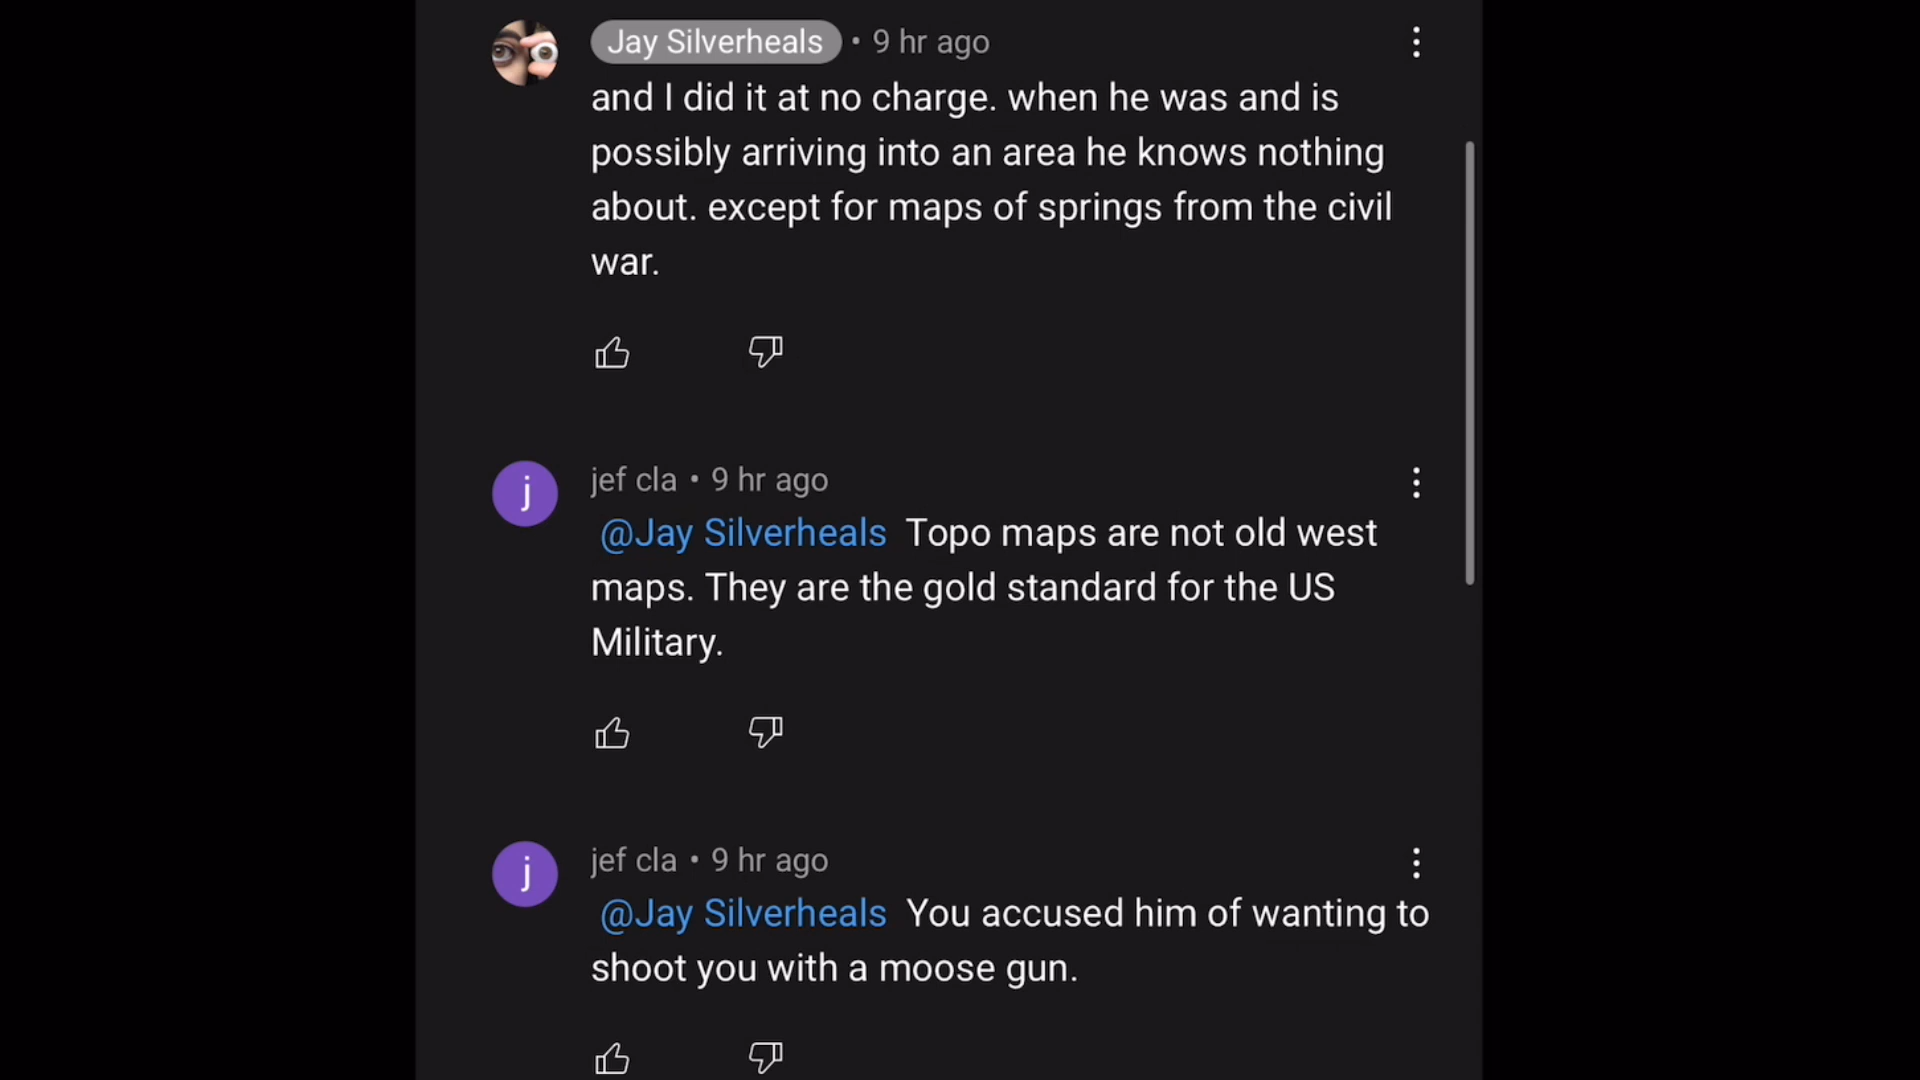 Jay Silverheals • 9 hr ago
and I did it at no charge. when he was and is
possibly arriving into an area he knows nothing
about. except for maps of springs from the civil
war.
j
jef cla • 9 hr ago
@Jay Silverheals Topo maps are not old west
maps. They are the gold standard for the US
Military.
j
jef cla • 9 hr ago
@Jay Silverheals You accused him of wanting to
shoot you with a moose gun.